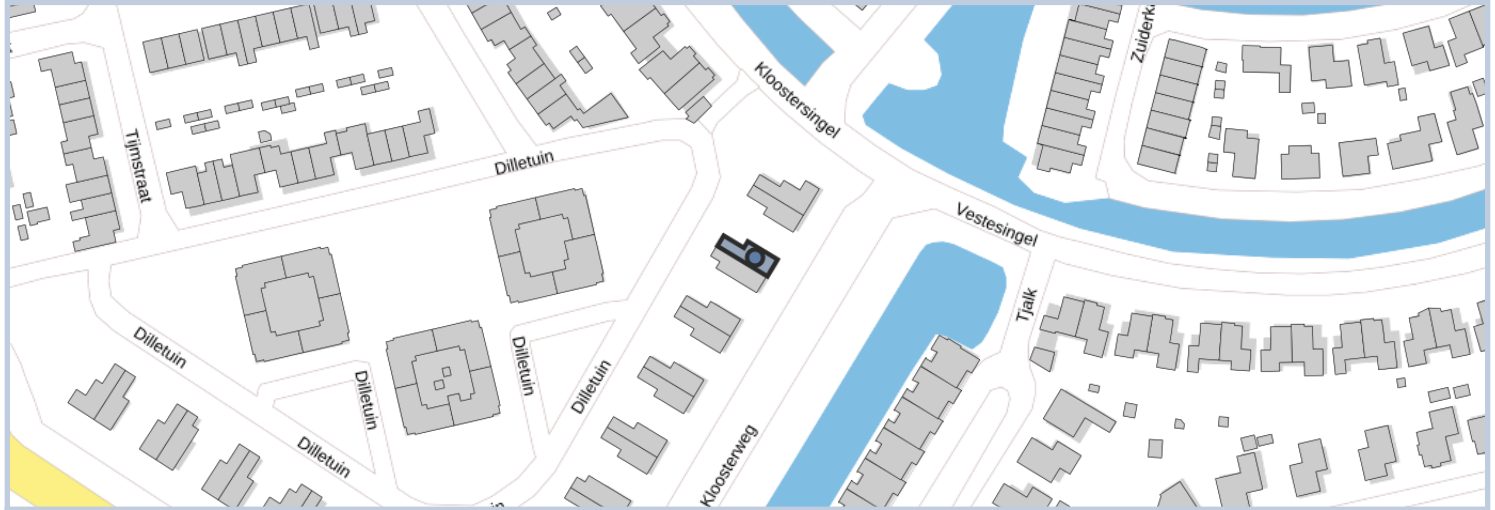 Zuiderk
Kloostersingel
Tijmstraat
Dilletuin
Vestesingel
Tjalk
Dilletuin
Dilletuin
Dilletuin
Dilletuin
Dilletuin
Kloosterweg